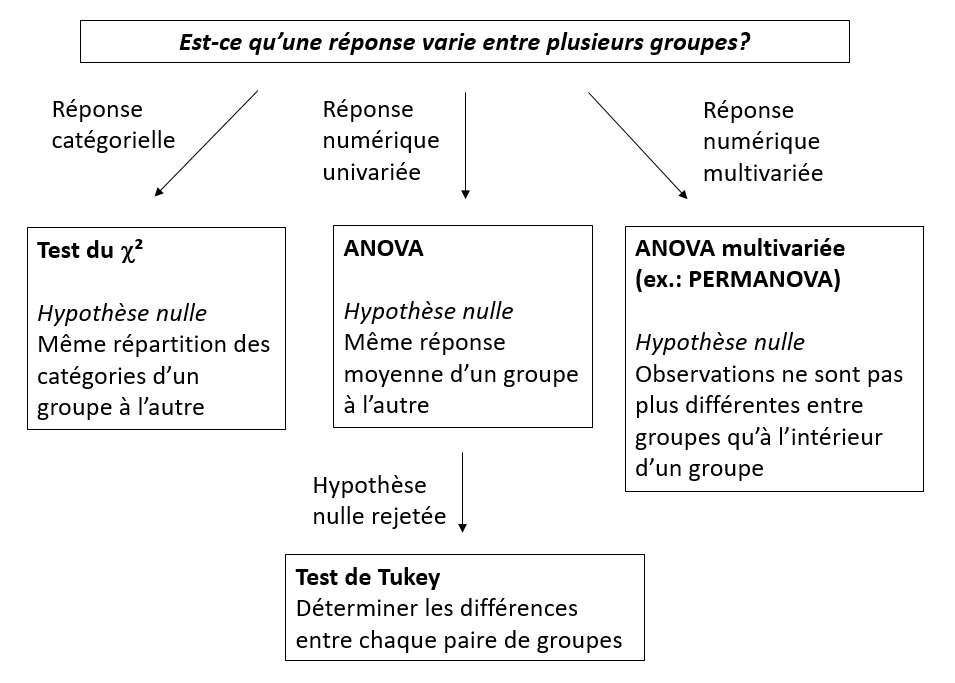 Est-ce qu’une réponse varie entre plusieurs groupes?
Réponse
catégorielle
Réponse
numérique
univariée
Réponse
numérique
multivariée
Test du χ²
Hypothèse nulle
Même répartition des
catégories d’un
groupe à l’autre
ANOVA
Hypothèse nulle
Même réponse
moyenne d’un groupe
à l’autre
ANOVA multivariée
(ex.: PERMANOVA)
Hypothèse nulle
Observations ne sont pas
plus différentes entre
groupes qu’à l’intérieur
d’un groupe
Hypothèse
nulle rejetée
Test de Tukey
Déterminer les différences
entre chaque paire de groupes